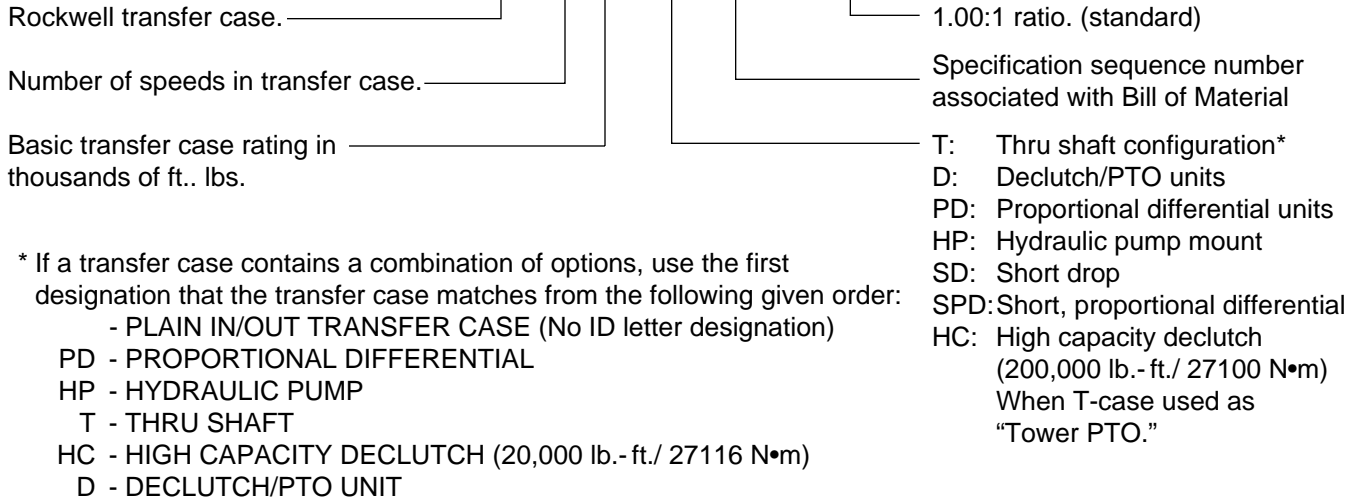 Rockwell transfer case.
Number of speeds in transfer case.
Basic transfer case rating in
thousands of ft.. lbs.
1.00:1 ratio. (standard)
Specification sequence number
associated with Bill of Material
T: Thru shaft configuration*
D: Declutch/PTO units
PD: Proportional differential units
HP: Hydraulic pump mount
SD: Short drop
SPD: Short, proportional differential
HC: High capacity declutch
(200,000 lb.-ft./ 27100 N•m)
When T-case used as
“Tower PTO.”
* If a transfer case contains a combination of options, use the first
designation that the transfer case matches from the following given order:
- PLAIN IN/OUT TRANSFER CASE (No ID letter designation)
PD - PROPORTIONAL DIFFERENTIAL
HP - HYDRAULIC PUMP
T - THRU SHAFT
HC - HIGH CAPACITY DECLUTCH (20,000 lb.-ft./ 27116 N•m)
D - DECLUTCH/PTO UNIT